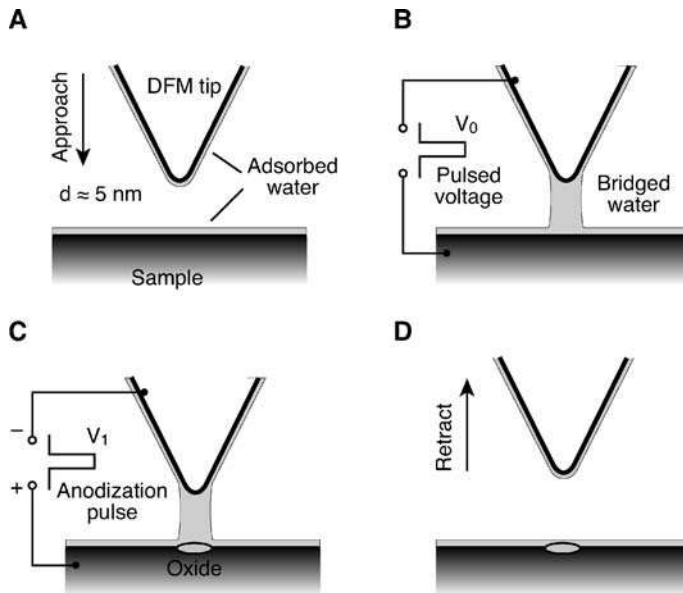 A
Approach
DFM tip
Adsorbed
water
d ≈ 5 nm
Sample
B
V₀
Pulsed
voltage
Bridged
water
C
−
V₁
+
Anodization
pulse
Oxide
D
Retract